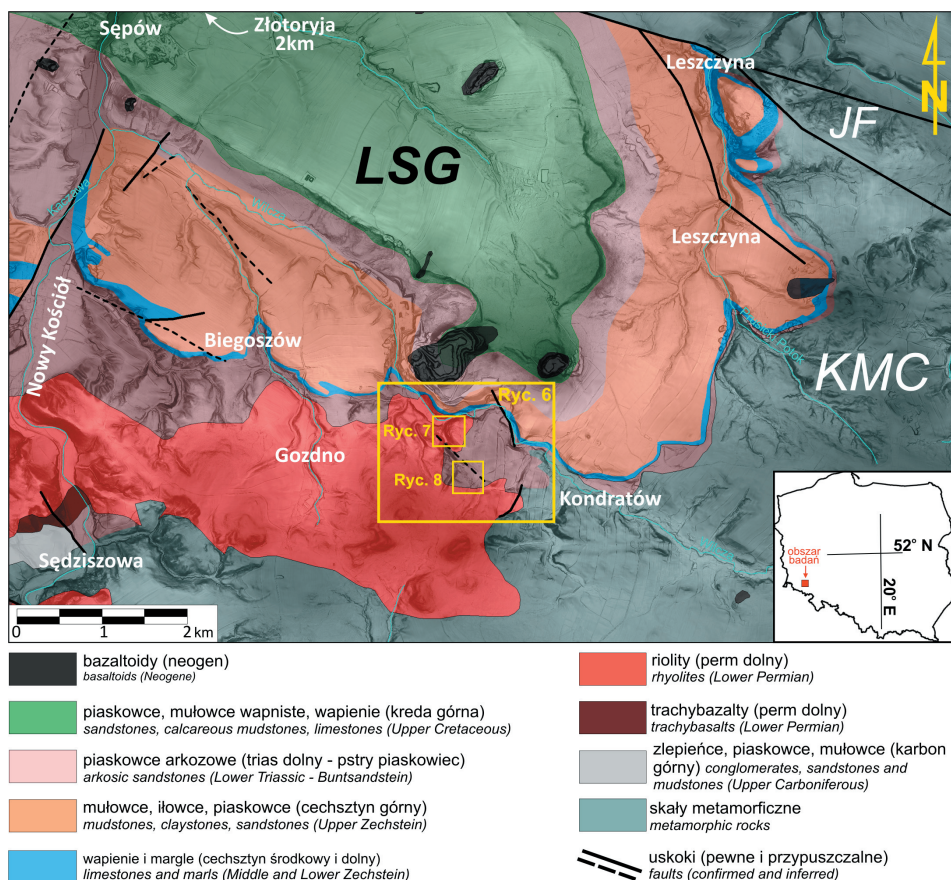 Sępów
Złotoryja
2km
Leszczyna
N
JF
LSG
Kaczawa
Wilcza
Leszczyna
Nowy Kościół
Biegoszów
Prusicki Potok
KMC
Ryc. 6
Ryc. 7
Gozdno
Ryc. 8
Kondratów
Wilcza
Sędziszowa
52° N
obszar
badań
20° E
0 1 2 km
bazaltoidy (neogen)
basaltoids (Neogene)
piaskowce, mułowce wapniste, wapienie (kreda górna)
sandstones, calcareous mudstones, limestones (Upper Cretaceous)
piaskowce arkozowe (trias dolny - pstry piaskowiec)
arkosic sandstones (Lower Triassic - Buntsandstein)
mułowce, iłowce, piaskowce (cechsztyn górny)
mudstones, claystones, sandstones (Upper Zechstein)
wapienie i margle (cechsztyn środkowy i dolny)
limestones and marls (Middle and Lower Zechstein)
riolity (perm dolny)
rhyolites (Lower Permian)
trachybazalty (perm dolny)
trachybasalts (Lower Permian)
zlepieńce, piaskowce, mułowce (karbon
górny) conglomerates, sandstones and
mudstones (Upper Carboniferous)
skały metamorficzne
metamorphic rocks
uskoki (pewne i przypuszczalne)
faults (confirmed and inferred)